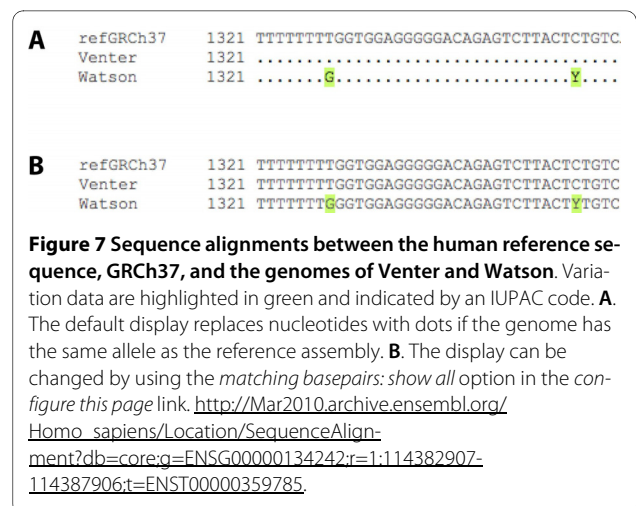 A refGRCh37 1321 TTTTTTTTGGTGGAGGGGGACAGAGTCTTACTCTGTC.
Venter 1321 .....................................
Watson 1321 .......G........................Y....
B refGRCh37 1321 TTTTTTTTGGTGGAGGGGGACAGAGTCTTACTCTGTC
Venter 1321 TTTTTTTTGGTGGAGGGGGACAGAGTCTTACTCTGTC
Watson 1321 TTTTTTTGGGTGGAGGGGGACAGAGTCTTACTYTGTC
Figure 7 Sequence alignments between the human reference se-
quence, GRCh37, and the genomes of Venter and Watson. Varia-
tion data are highlighted in green and indicated by an IUPAC code. A.
The default display replaces nucleotides with dots if the genome has
the same allele as the reference assembly. B. The display can be
changed by using the matching basepairs: show all option in the con-
figure this page link. http://Mar2010.archive.ensembl.org/
Homo_sapiens/Location/SequenceAlign-
ment?db=core;g=ENSG00000134242;r=1:114382907-
114387906;t=ENST00000359785.